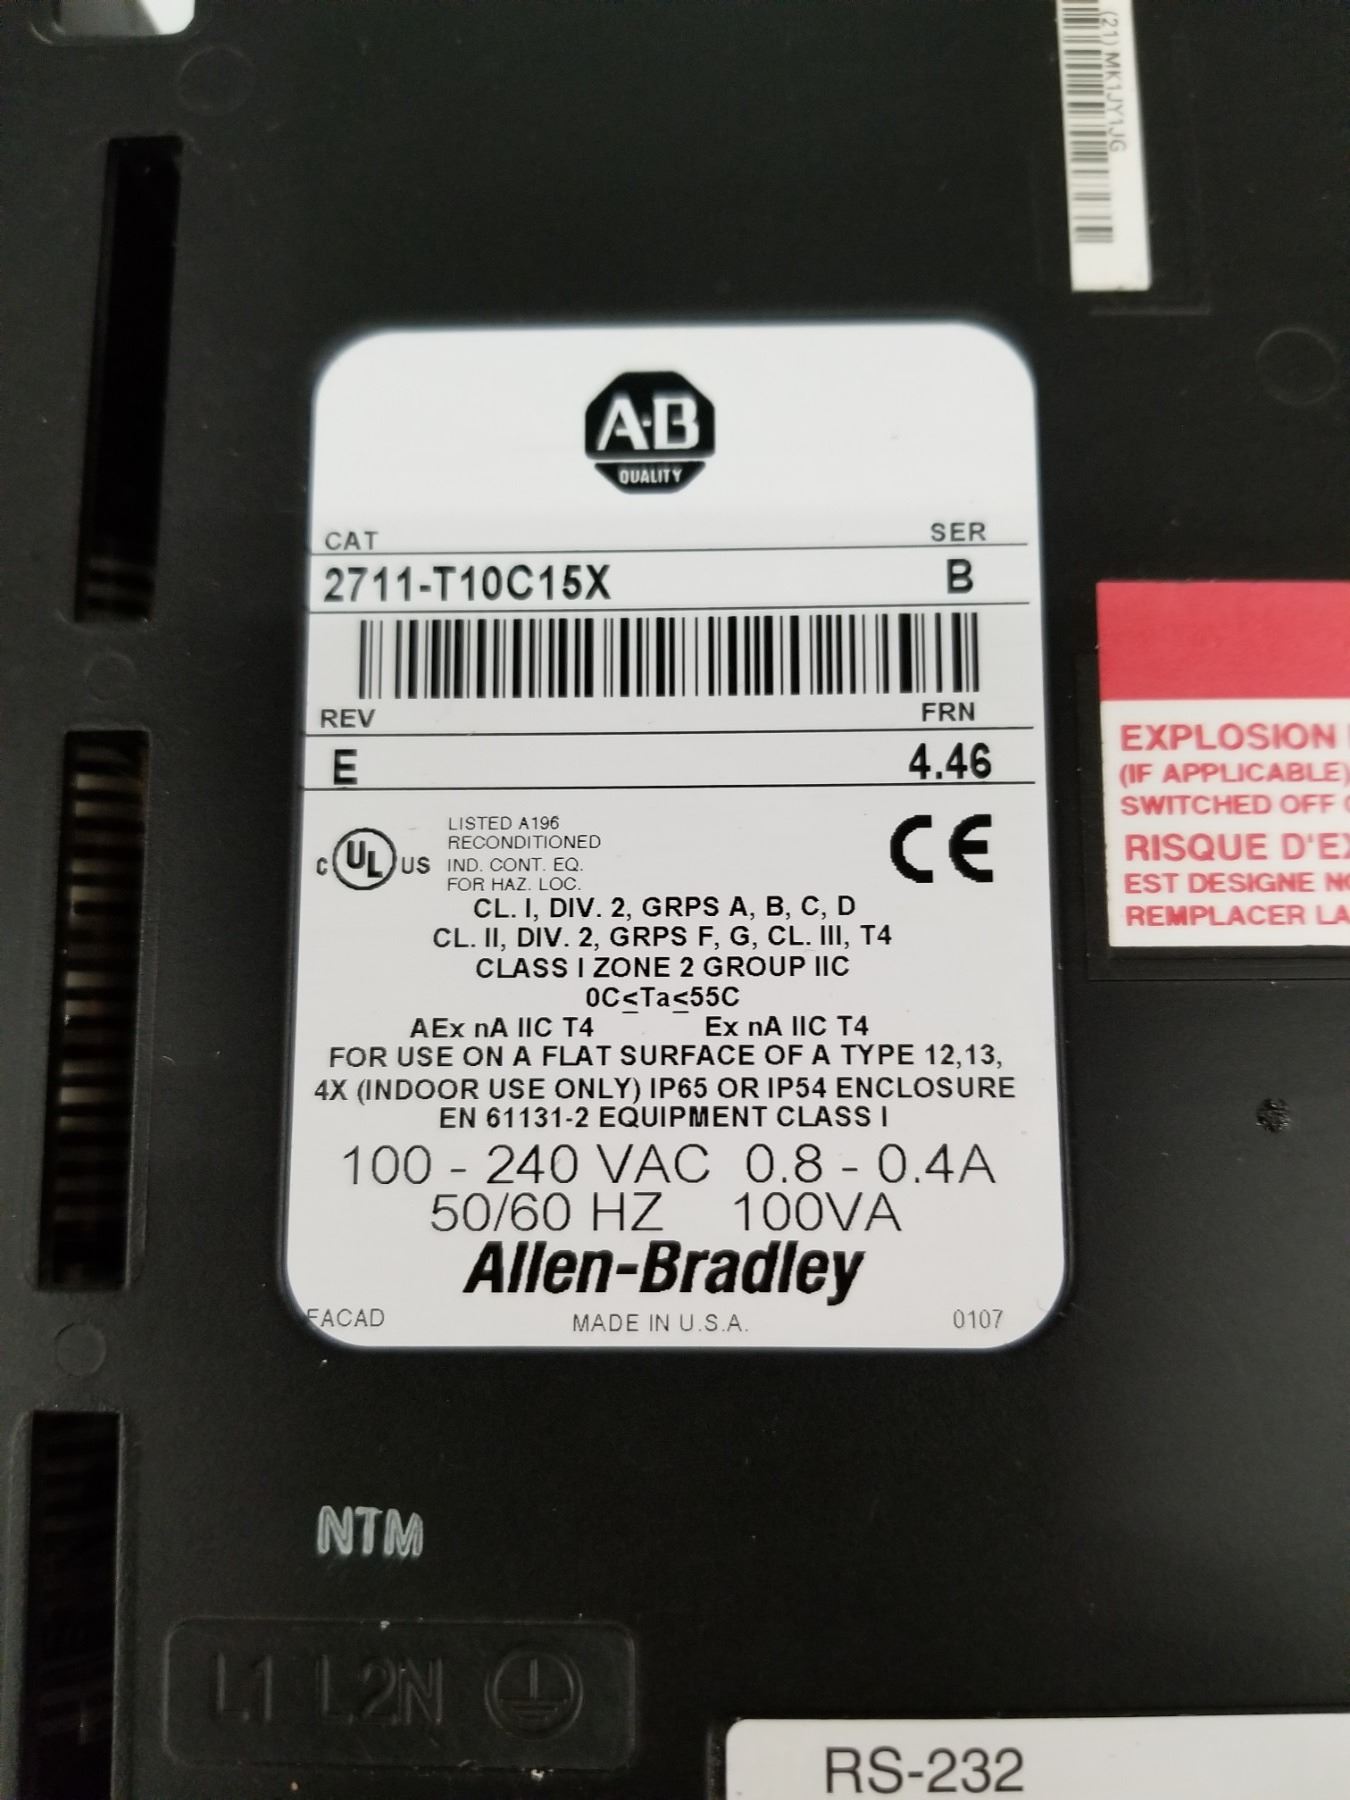 (21) MK1JY1JG
A-B
QUALITY
CAT SER
2711-T10C15X B
REV FRN
E 4.46
C UL US
LISTED A196
RECONDITIONED
IND. CONT. EQ.
FOR HAZ. LOC.
CE
CL. I, DIV. 2, GRPS A, B, C, D
CL. II, DIV. 2, GRPS F, G, CL. III, T4
CLASS I ZONE 2 GROUP IIC
0C≤Ta≤55C
AEx nA IIC T4 Ex nA IIC T4
FOR USE ON A FLAT SURFACE OF A TYPE 12,13,
4X (INDOOR USE ONLY) IP65 OR IP54 ENCLOSURE
EN 61131-2 EQUIPMENT CLASS I
100 - 240 VAC 0.8 - 0.4A
50/60 HZ 100VA
Allen-Bradley
FACAD MADE IN U.S.A. 0107
EXPLOSION
(IF APPLICABLE)
SWITCHED OFF
RISQUE D'EX
EST DESIGNE
REMPLACER LA
NTM
L1 L2N
RS-232